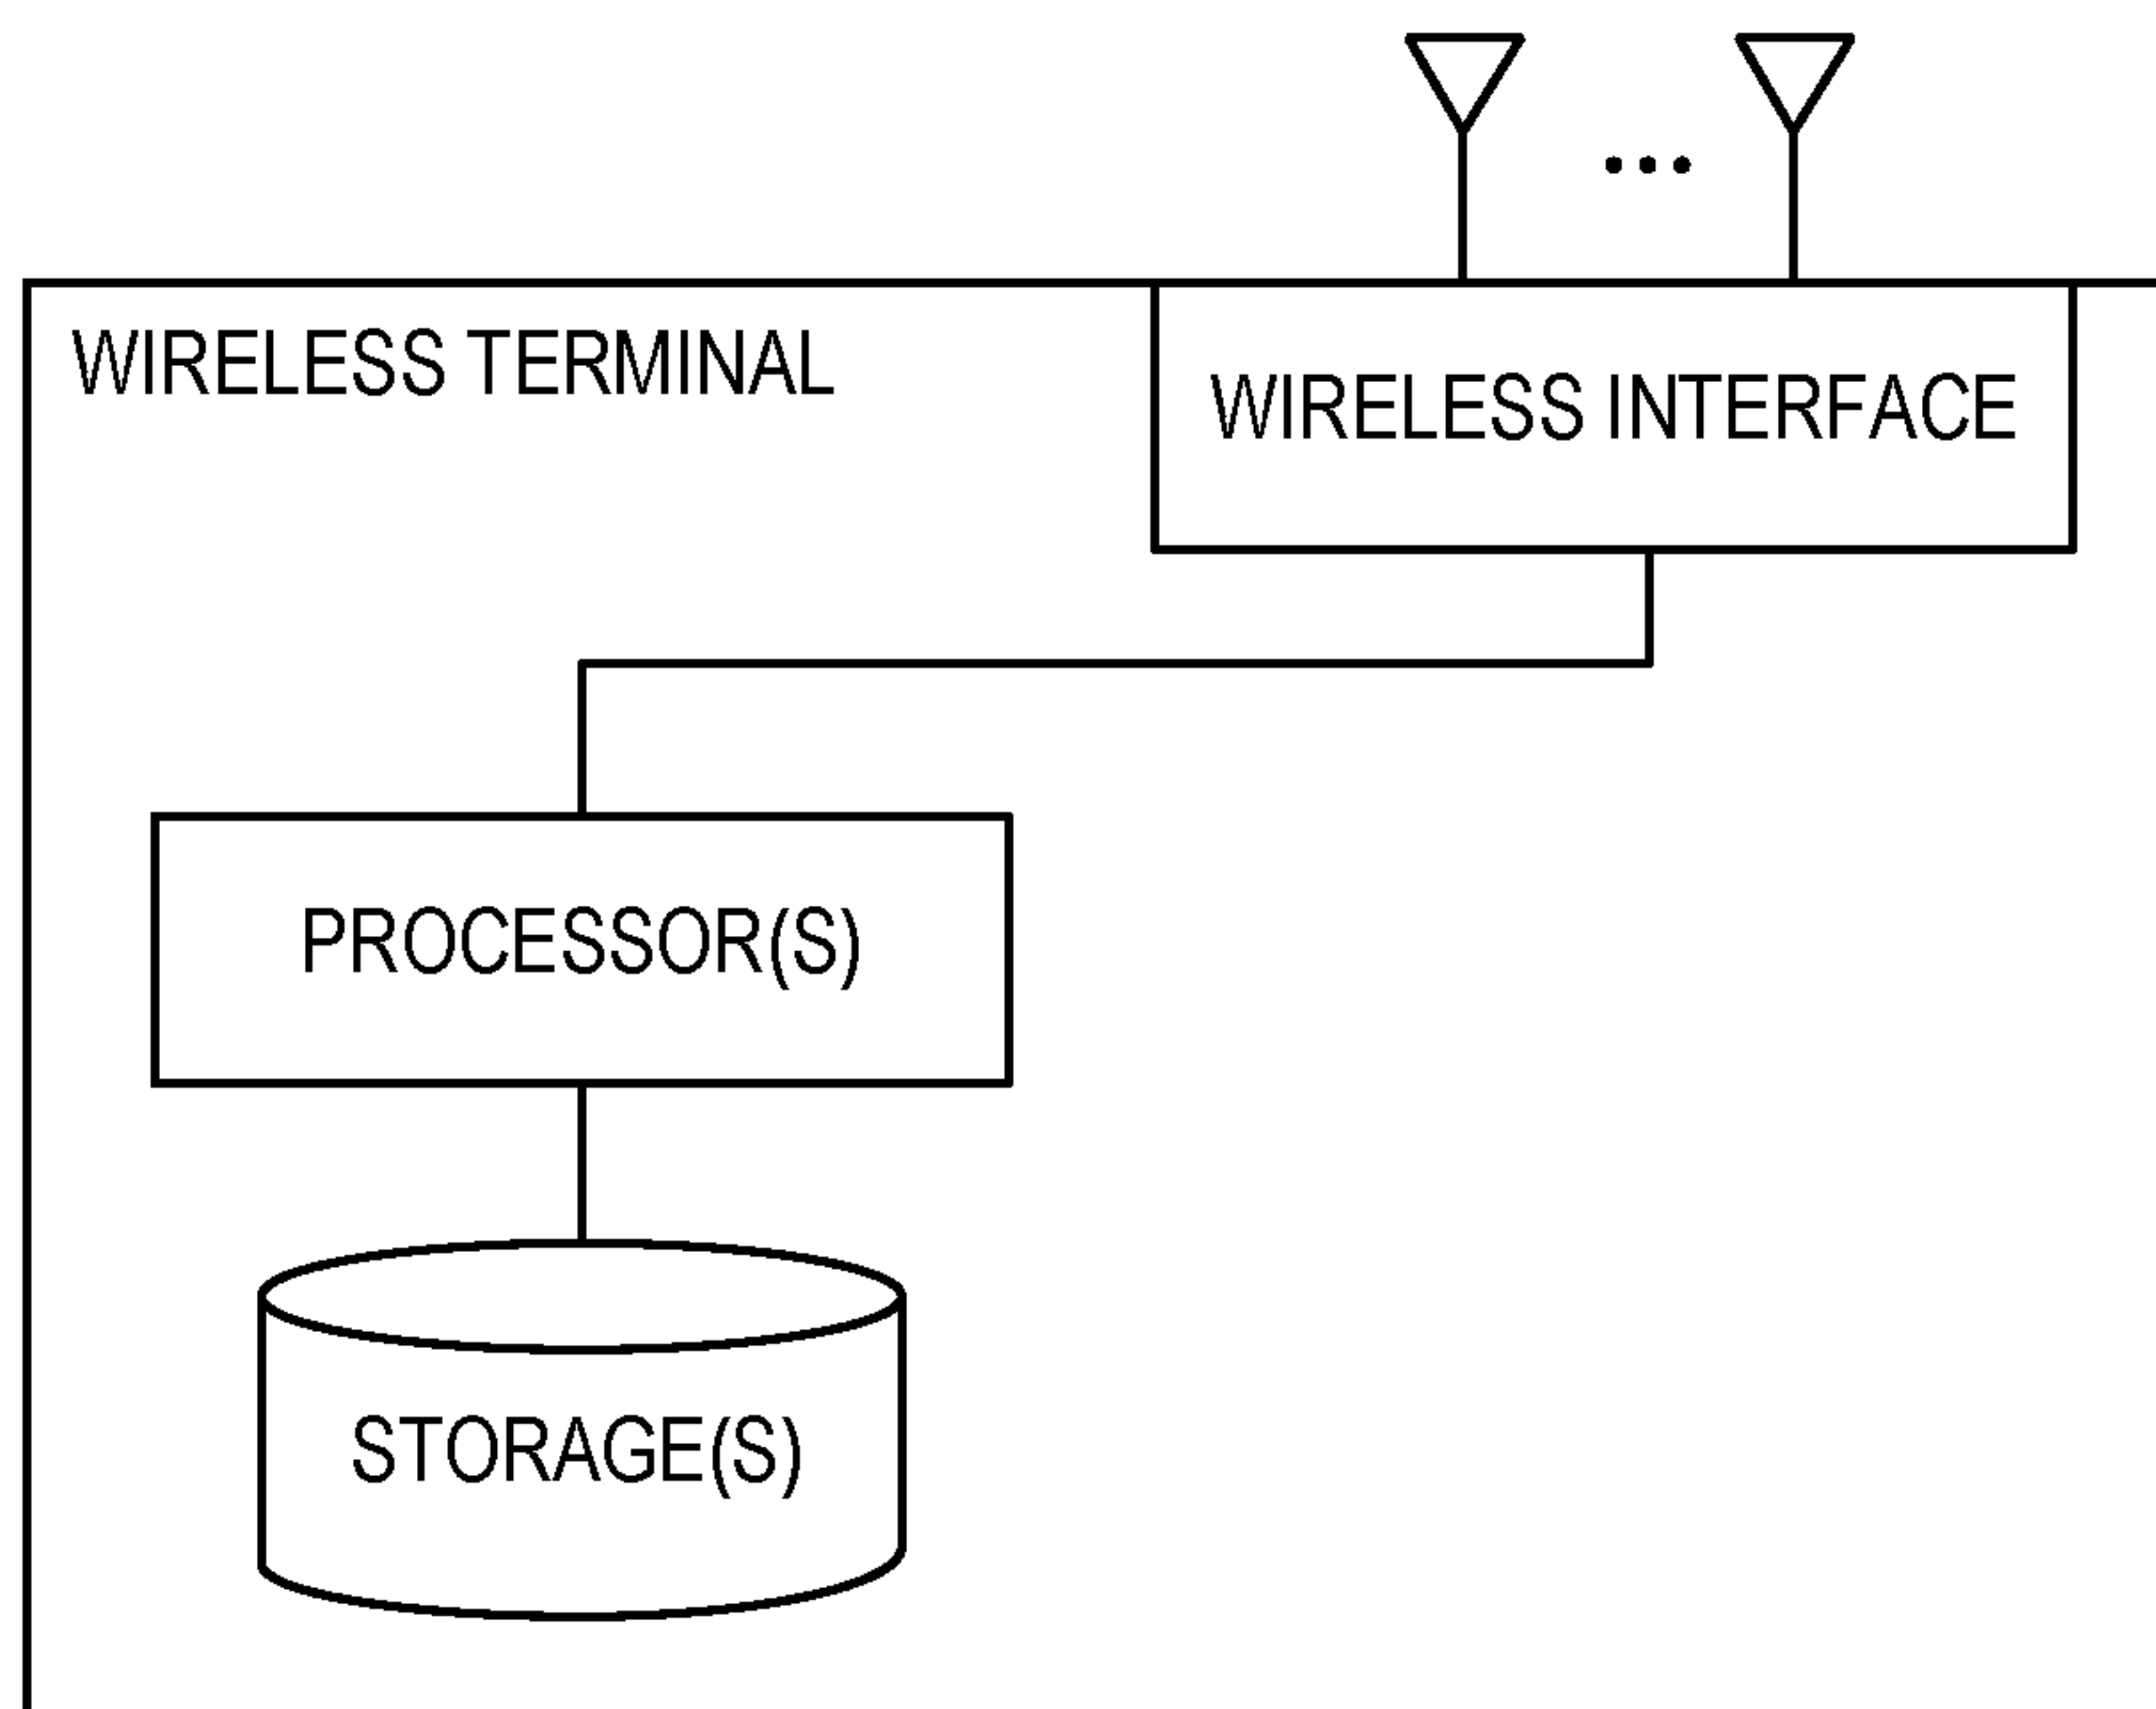 WIRELESS TERMINAL
WIRELESS INTERFACE
PROCESSOR(S)
STORAGE(S)